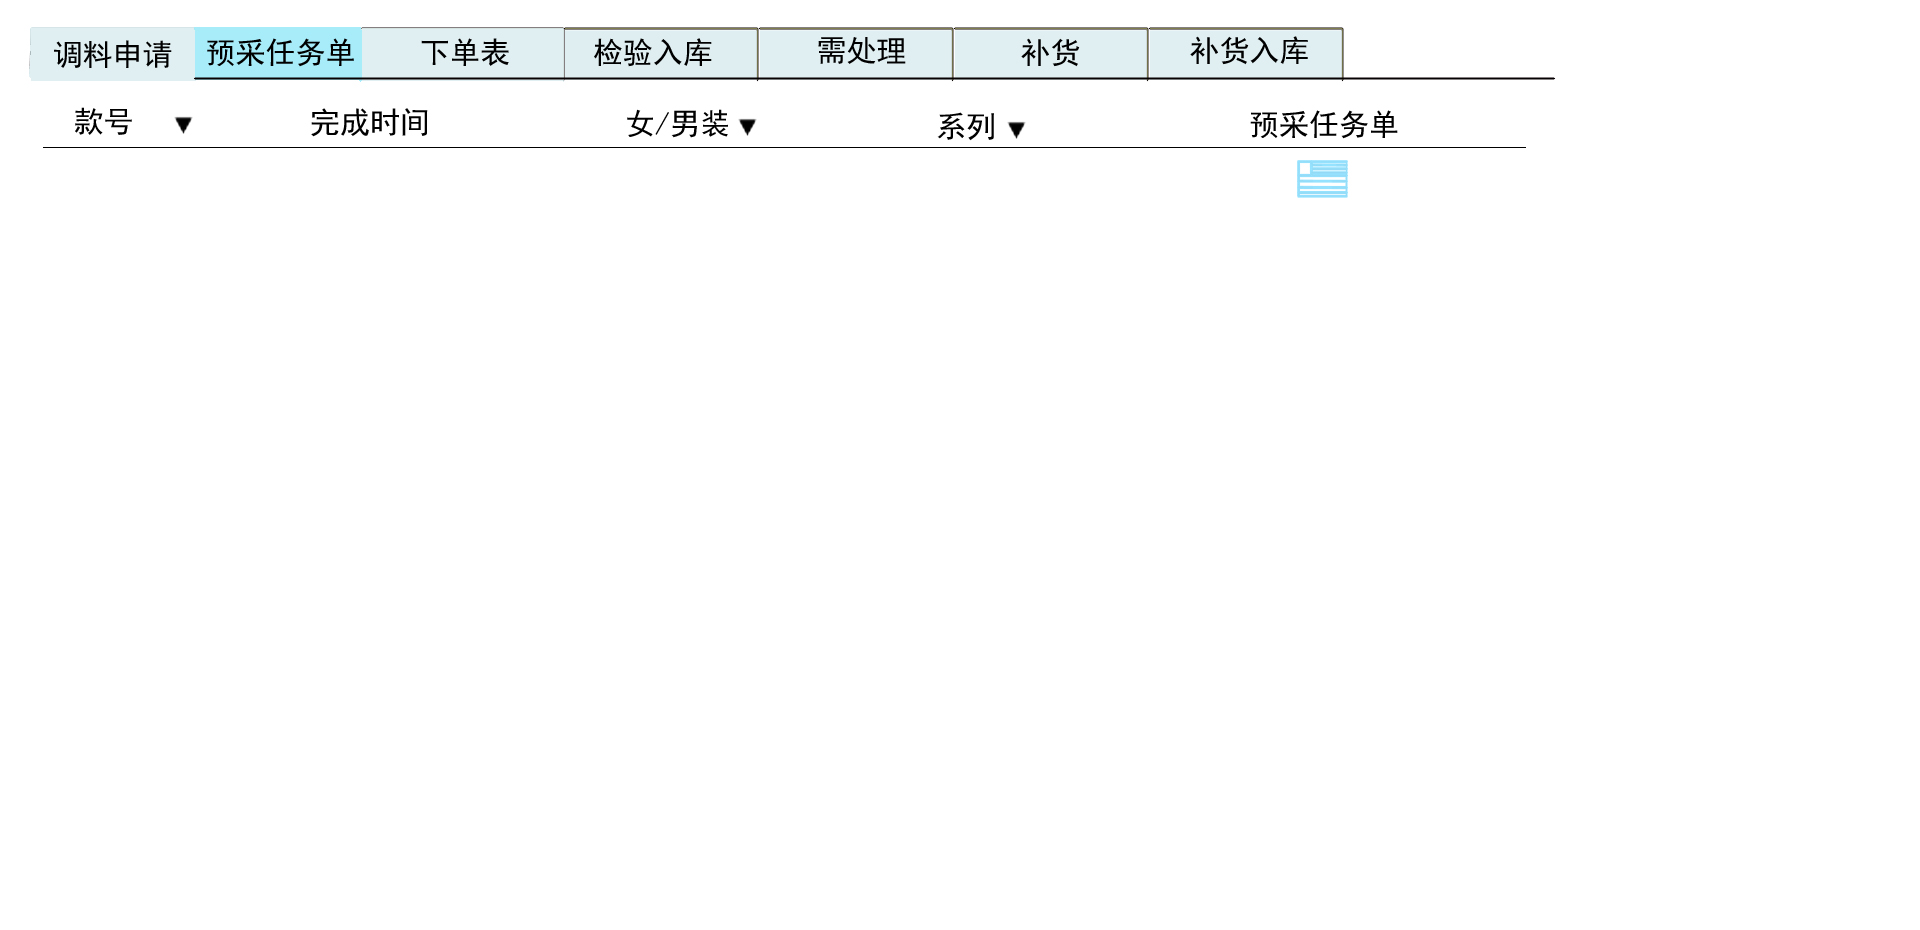 调料申请 预采任务单 下单表 检验入库 需处理 补货 补货入库
款号 ▼ 完成时间 女/男装 ▼ 系列 ▼ 预采任务单